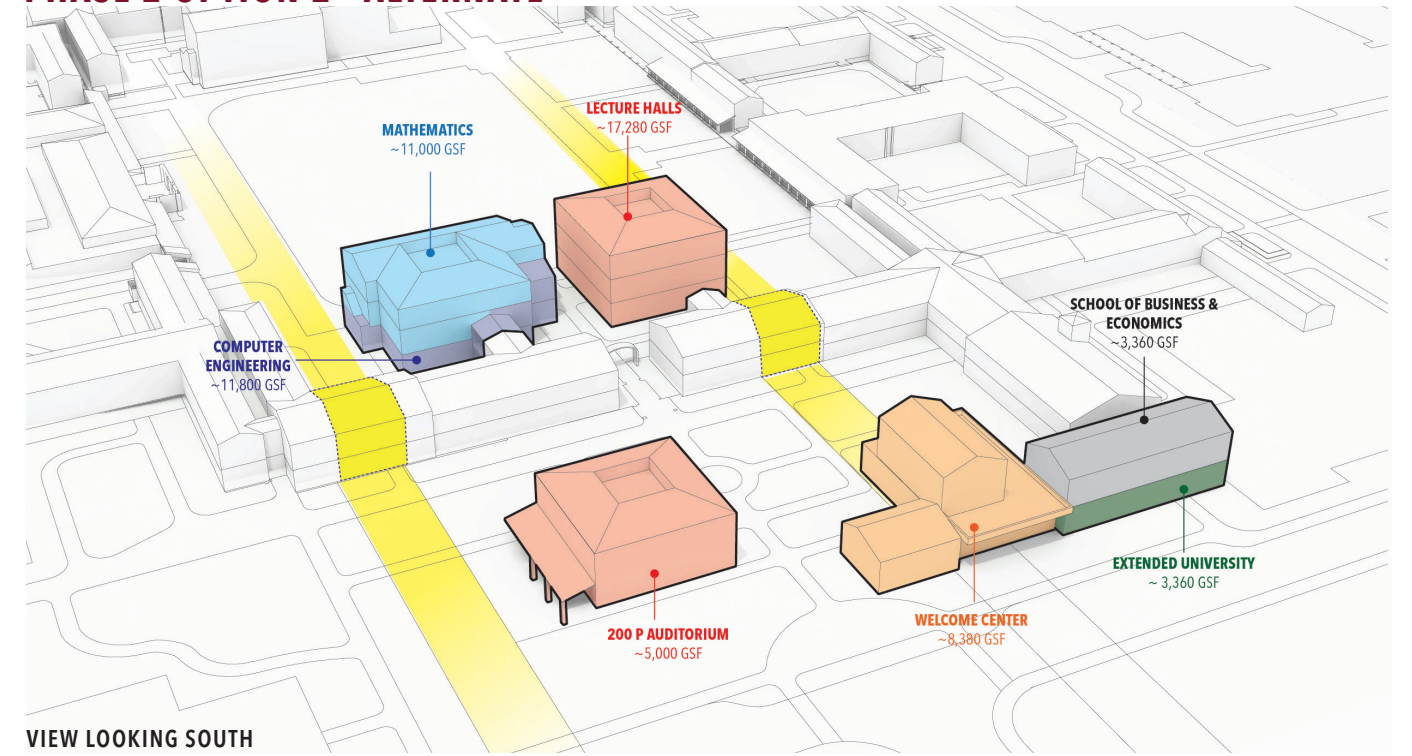 LECTURE HALLS
~17,280 GSF
MATHEMATICS
~11,000 GSF
SCHOOL OF BUSINESS &
ECONOMICS
~3,360 GSF
COMPUTER
ENGINEERING
~11,800 GSF
EXTENDED UNIVERSITY
~ 3,360 GSF
WELCOME CENTER
~8,380 GSF
200 P AUDITORIUM
~5,000 GSF
VIEW LOOKING SOUTH